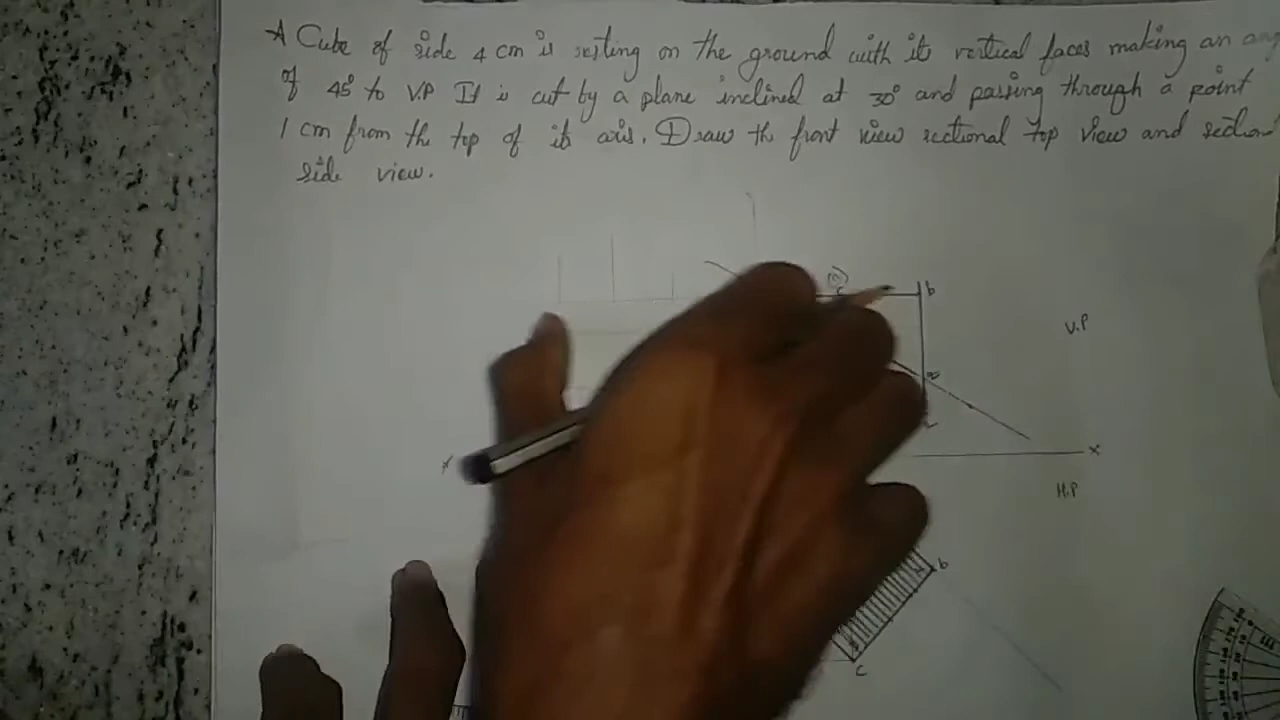 A Cube of side 4 cm is resting on the ground with its vertical faces making an ang
of 45° to V.P It is cut by a plane inclined at 30° and passing through a point
1 cm from the top of its axis. Draw the front view sectional top view and section
side view.
b
V.P
X
H.P
b
c